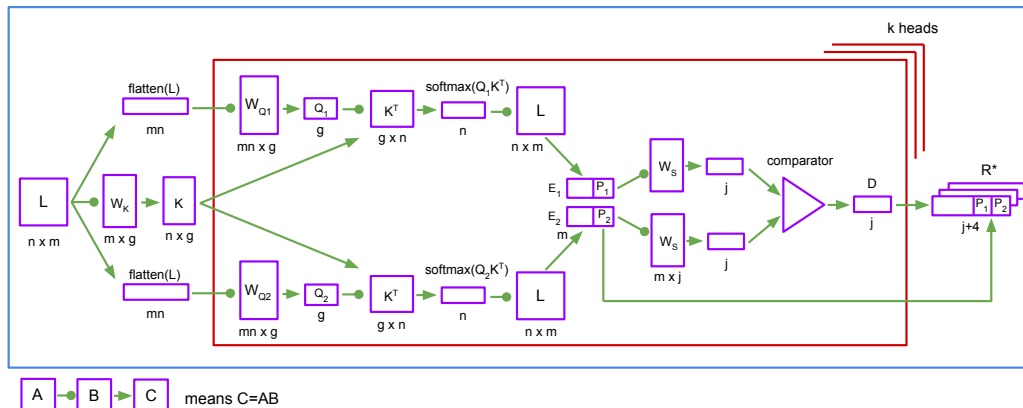 k heads
flatten(L)
mn
W_Q1
mn x g
Q_1
g
K^T
g x n
softmax(Q_1K^T)
n
L
n x m
L
n x m
W_K
m x g
K
n x g
E_1
P_1
E_2
P_2
m
W_S
j
W_S
m x j
j
comparator
D
j
R*
P_1 P_2
j+4
flatten(L)
mn
W_Q2
mn x g
Q_2
g
K^T
g x n
softmax(Q_2K^T)
n
L
n x m
A B C means C=AB